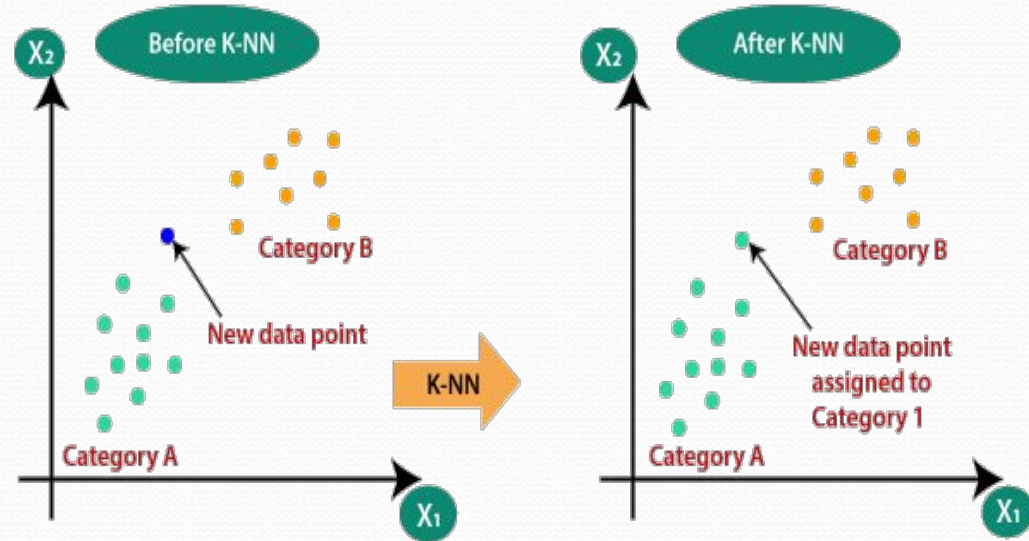 Before K-NN
X₂
Category B
New data point
Category A
X₁
K-NN
After K-NN
X₂
Category B
New data point
assigned to
Category 1
Category A
X₁